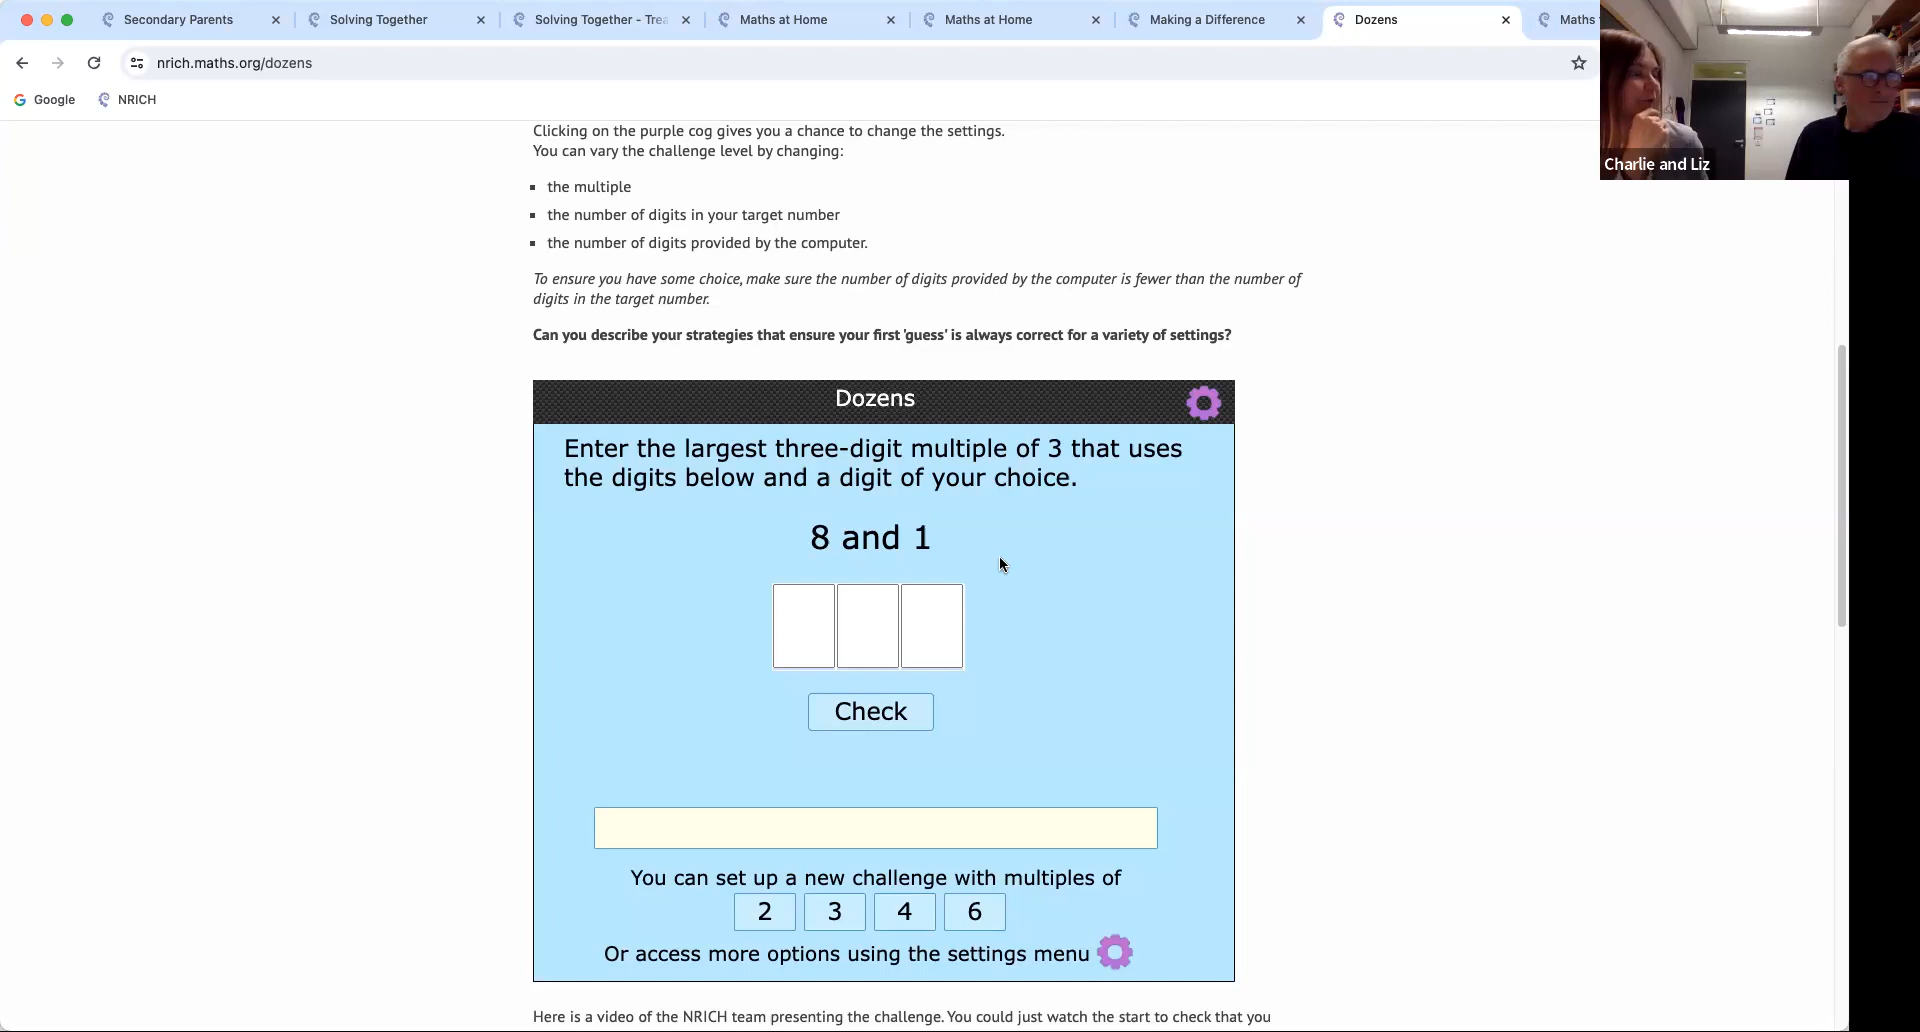 Secondary Parents
Solving Together
Solving Together - Trea
Maths at Home
Maths at Home
Making a Difference
Dozens
Maths
nrich.maths.org/dozens
Google
NRICH
Charlie and Liz
Clicking on the purple cog gives you a chance to change the settings.
You can vary the challenge level by changing:
the multiple
the number of digits in your target number
the number of digits provided by the computer.
To ensure you have some choice, make sure the number of digits provided by the computer is fewer than the number of
digits in the target number.
Can you describe your strategies that ensure your first 'guess' is always correct for a variety of settings?
Dozens
Enter the largest three-digit multiple of 3 that uses
the digits below and a digit of your choice.
8 and 1
Check
You can set up a new challenge with multiples of
2 3 4 6
Or access more options using the settings menu
Here is a video of the NRICH team presenting the challenge. You could just watch the start to check that you